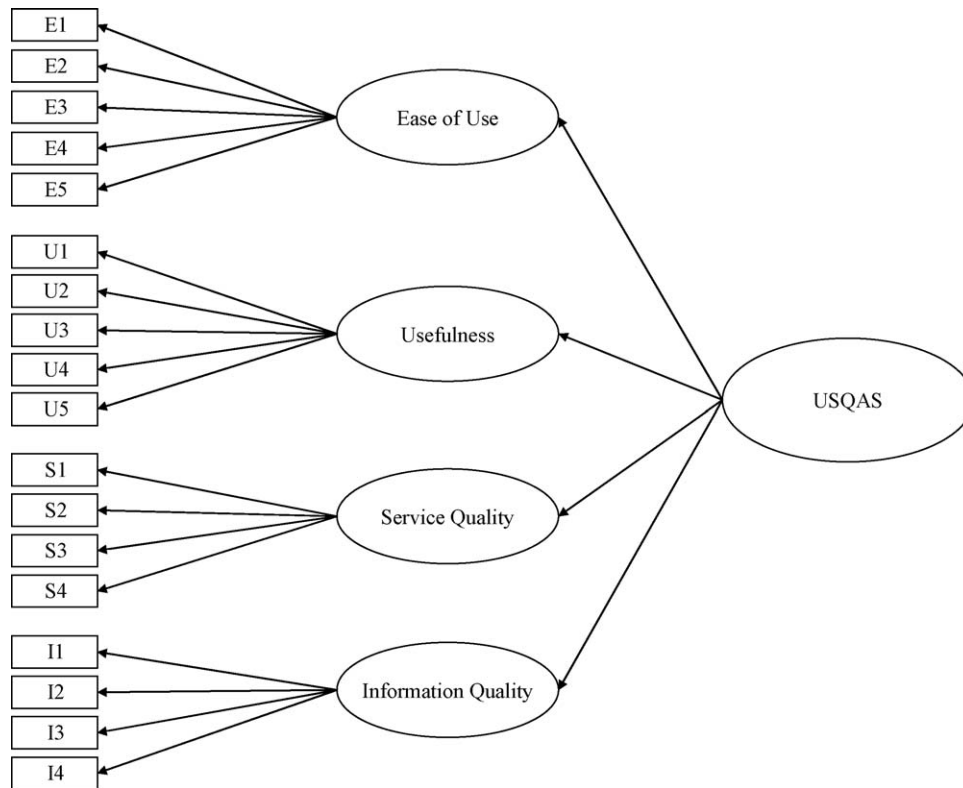 E1
E2
E3
E4
E5
Ease of Use
U1
U2
U3
U4
U5
Usefulness
USQAS
S1
S2
S3
S4
Service Quality
I1
I2
I3
I4
Information Quality